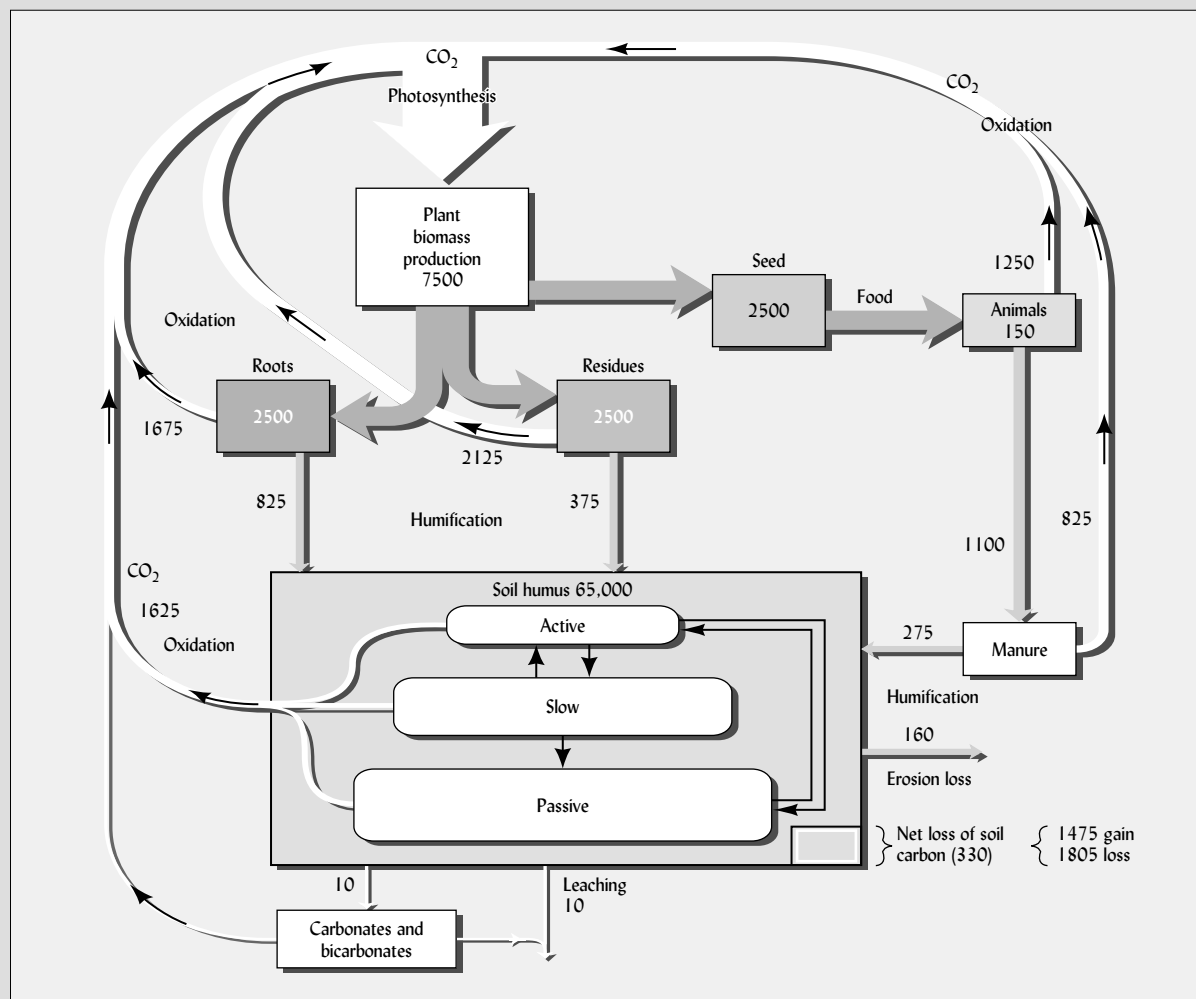 CO2
Photosynthesis
CO2
Oxidation
Plant
biomass
production
7500
Seed
2500
Food
1250
Animals
150
Oxidation
Roots
2500
Residues
2500
1675
2125
825
375
Humification
1100
825
CO2
1625
Oxidation
Soil humus 65,000
Active
Slow
Passive
275
Manure
Humification
160
Erosion loss
Net loss of soil
carbon (330)
1475 gain
1805 loss
10
Leaching
10
Carbonates and
bicarbonates